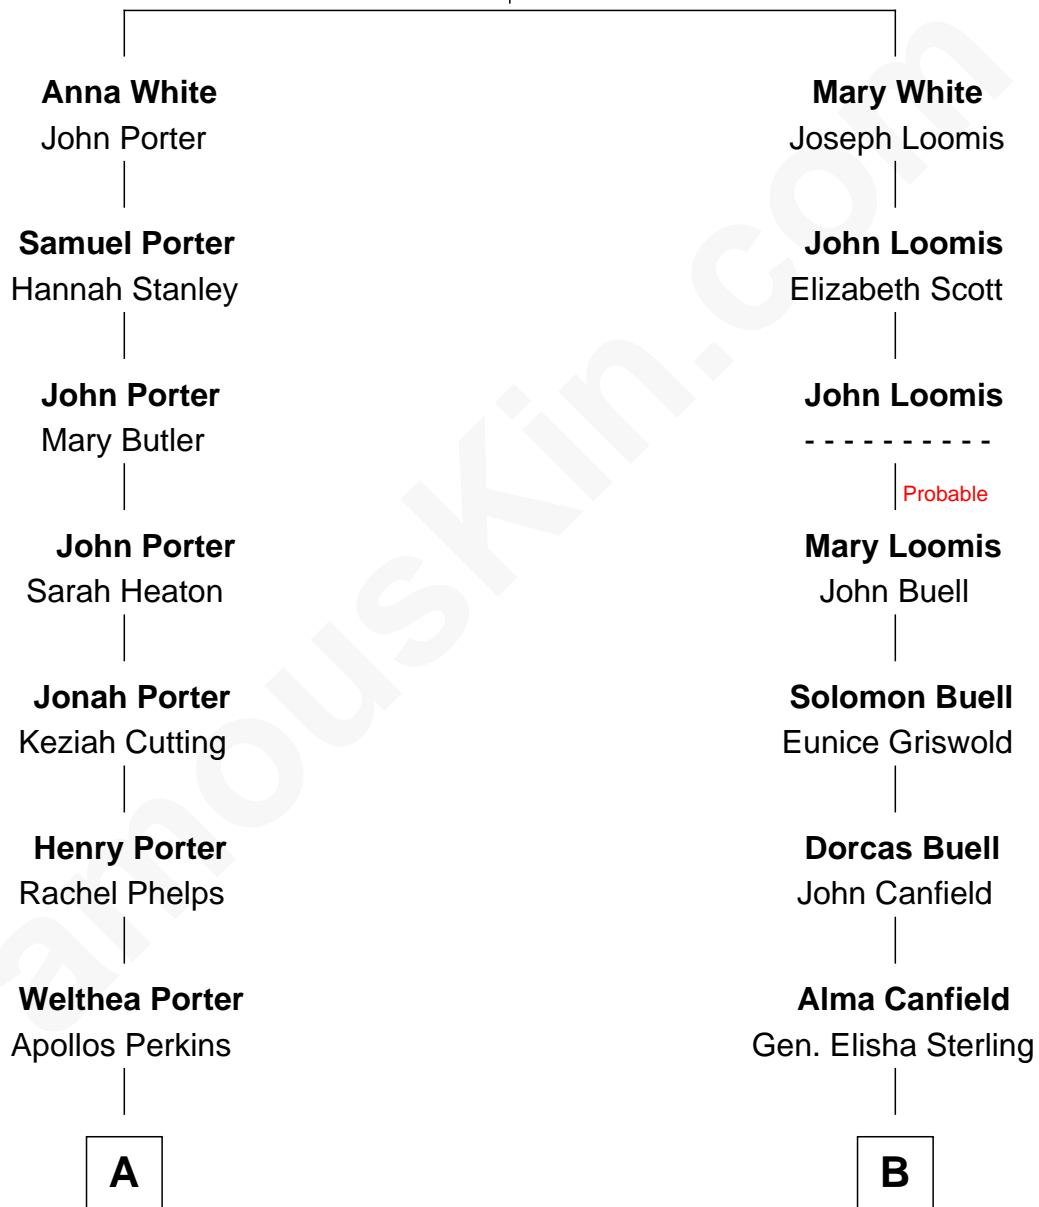 Anna White
John Porter
Samuel Porter
Hannah Stanley
John Porter
Mary Butler
John Porter
Sarah Heaton
Jonah Porter
Keziah Cutting
Henry Porter
Rachel Phelps
Welthea Porter
Apollos Perkins
A
Mary White
Joseph Loomis
John Loomis
Elizabeth Scott
John Loomis
- - - - - - - - - -
Probable
Mary Loomis
John Buell
Solomon Buell
Eunice Griswold
Dorcas Buell
John Canfield
Alma Canfield
Gen. Elisha Sterling
B
amousKin.com